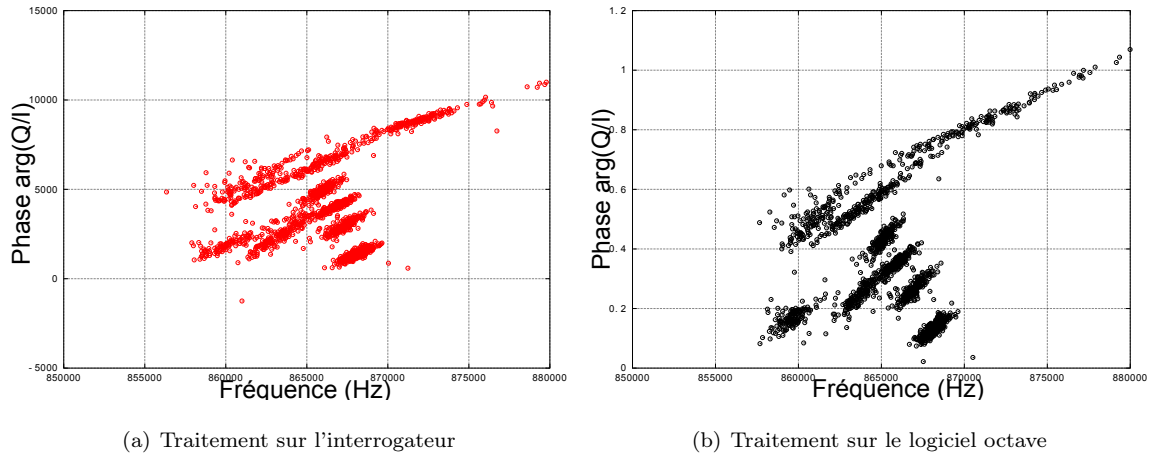 15000
10000
5000
0
- 5000
850000 855000 860000 865000 870000 875000 880000
Phase arg(Q/I)
Fréquence (Hz)
(a) Traitement sur l'interrogateur
1. 2
1
0. 8
0. 6
0. 4
0. 2
0
850000 855000 860000 865000 870000 875000 880000
Phase arg(Q/I)
Fréquence (Hz)
(b) Traitement sur le logiciel octave